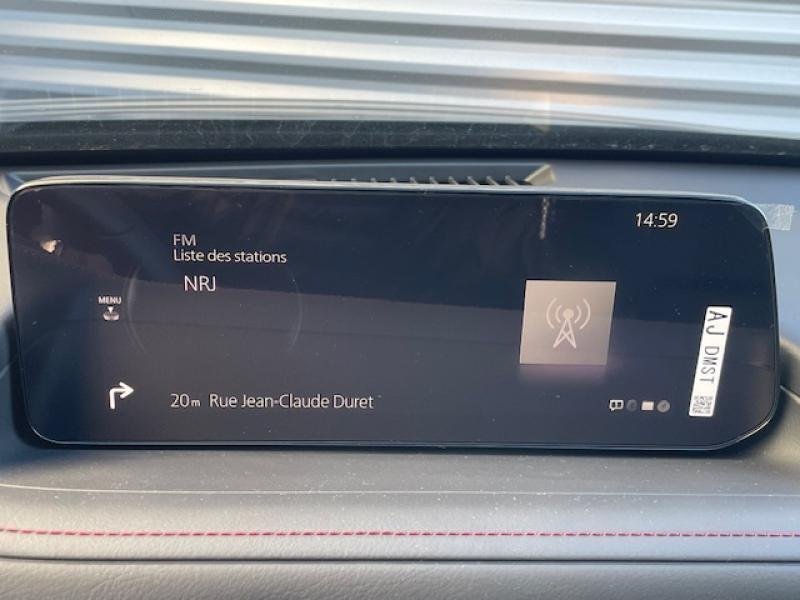 14:59
FM
Liste des stations
NRJ
MENU
20m Rue Jean-Claude Duret
AJ DMST